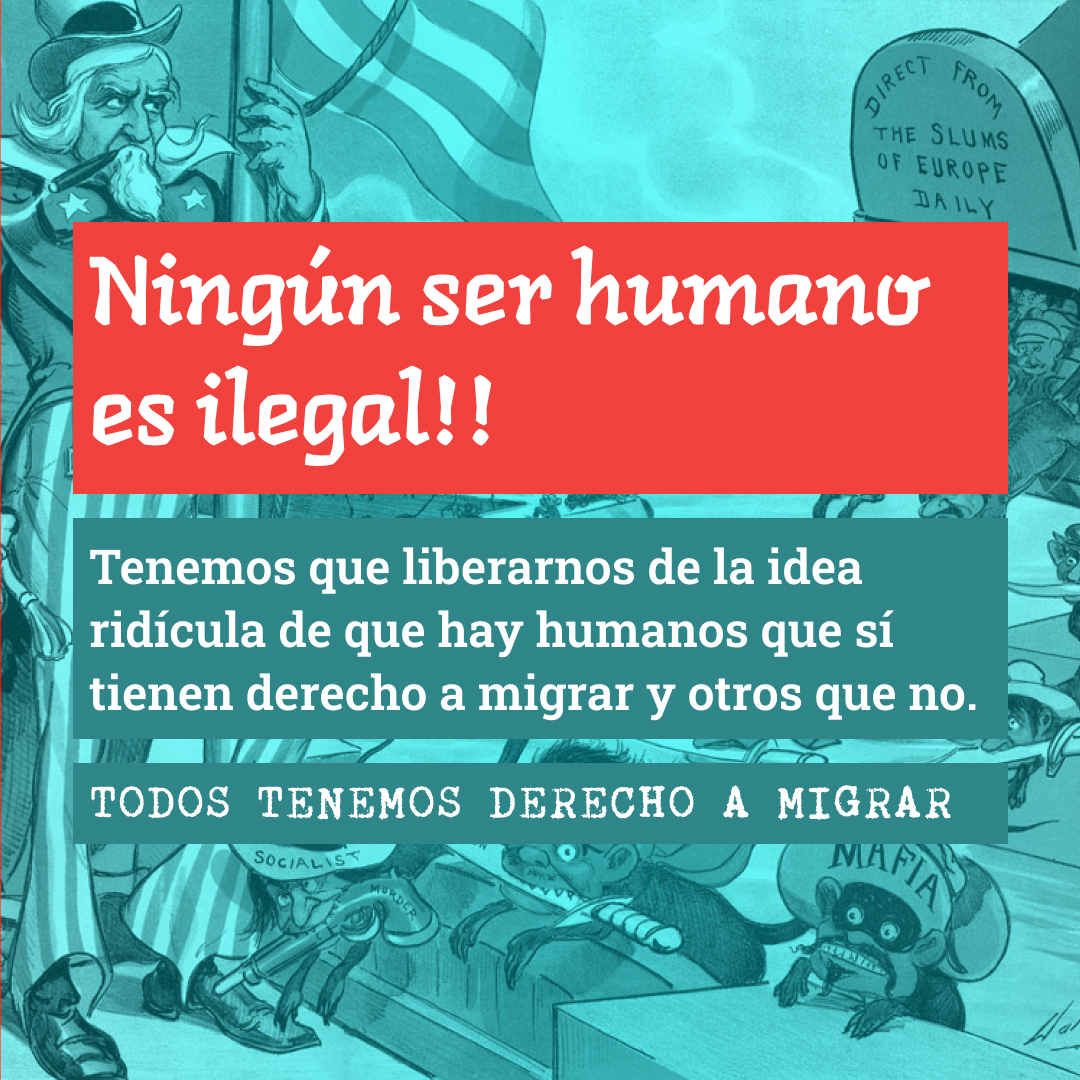 DIRECT FROM
THE SLUMS
OF EUROPE
DAILY
Ningún ser humano
es ilegal!!
Tenemos que liberarnos de la idea
ridícula de que hay humanos que sí
tienen derecho a migrar y otros que no.
TODOS TENEMOS DERECHO A MIGRAR
SOCIALIST
MURDER
MAFIA